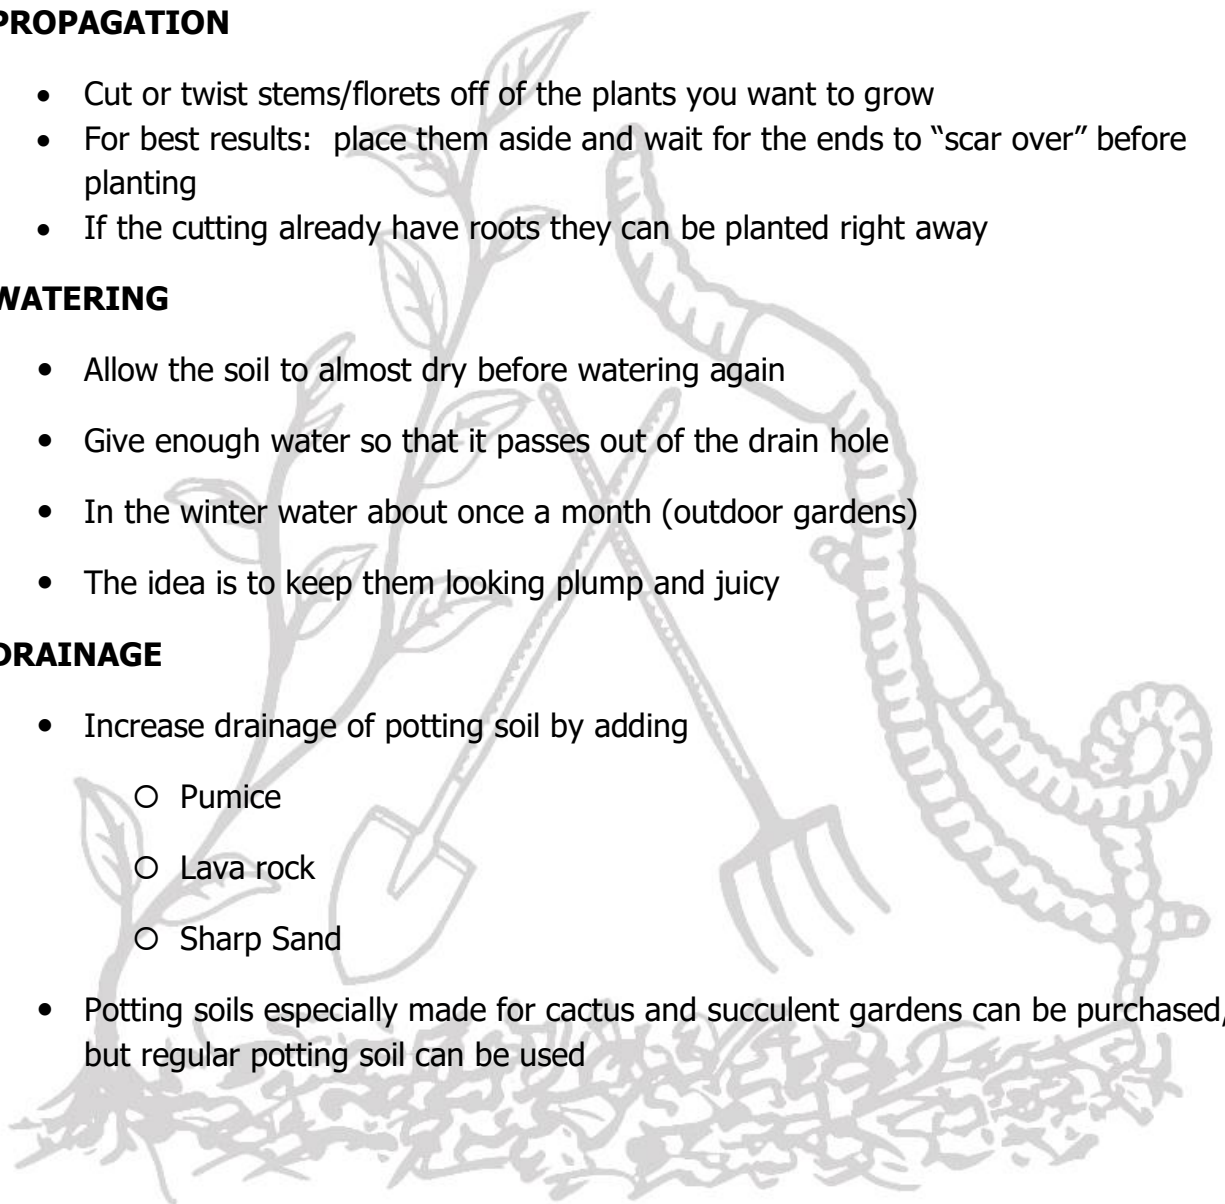 PROPAGATION
• Cut or twist stems/florets off of the plants you want to grow
• For best results:  place them aside and wait for the ends to “scar over” before
planting
• If the cutting already have roots they can be planted right away
WATERING
• Allow the soil to almost dry before watering again
• Give enough water so that it passes out of the drain hole
• In the winter water about once a month (outdoor gardens)
• The idea is to keep them looking plump and juicy
DRAINAGE
• Increase drainage of potting soil by adding
○ Pumice
○ Lava rock
○ Sharp Sand
• Potting soils especially made for cactus and succulent gardens can be purchased,
but regular potting soil can be used